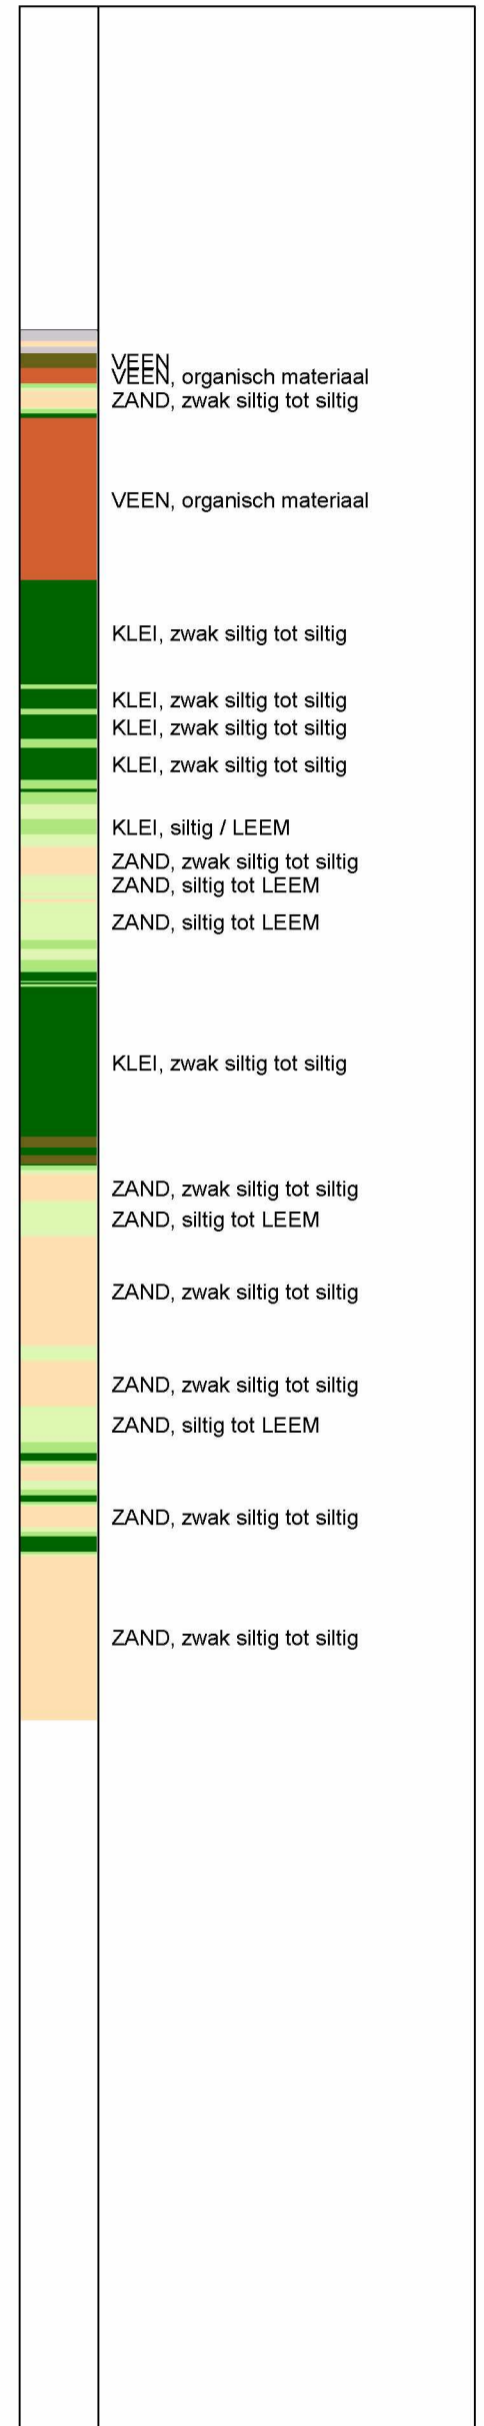 VEEN
VEEN, organisch materiaal
ZAND, zwak siltig tot siltig
VEEN, organisch materiaal
KLEI, zwak siltig tot siltig
KLEI, zwak siltig tot siltig
KLEI, zwak siltig tot siltig
KLEI, zwak siltig tot siltig
KLEI, siltig / LEEM
ZAND, zwak siltig tot siltig
ZAND, siltig tot LEEM
ZAND, siltig tot LEEM
KLEI, zwak siltig tot siltig
ZAND, zwak siltig tot siltig
ZAND, siltig tot LEEM
ZAND, zwak siltig tot siltig
ZAND, zwak siltig tot siltig
ZAND, siltig tot LEEM
ZAND, zwak siltig tot siltig
ZAND, zwak siltig tot siltig